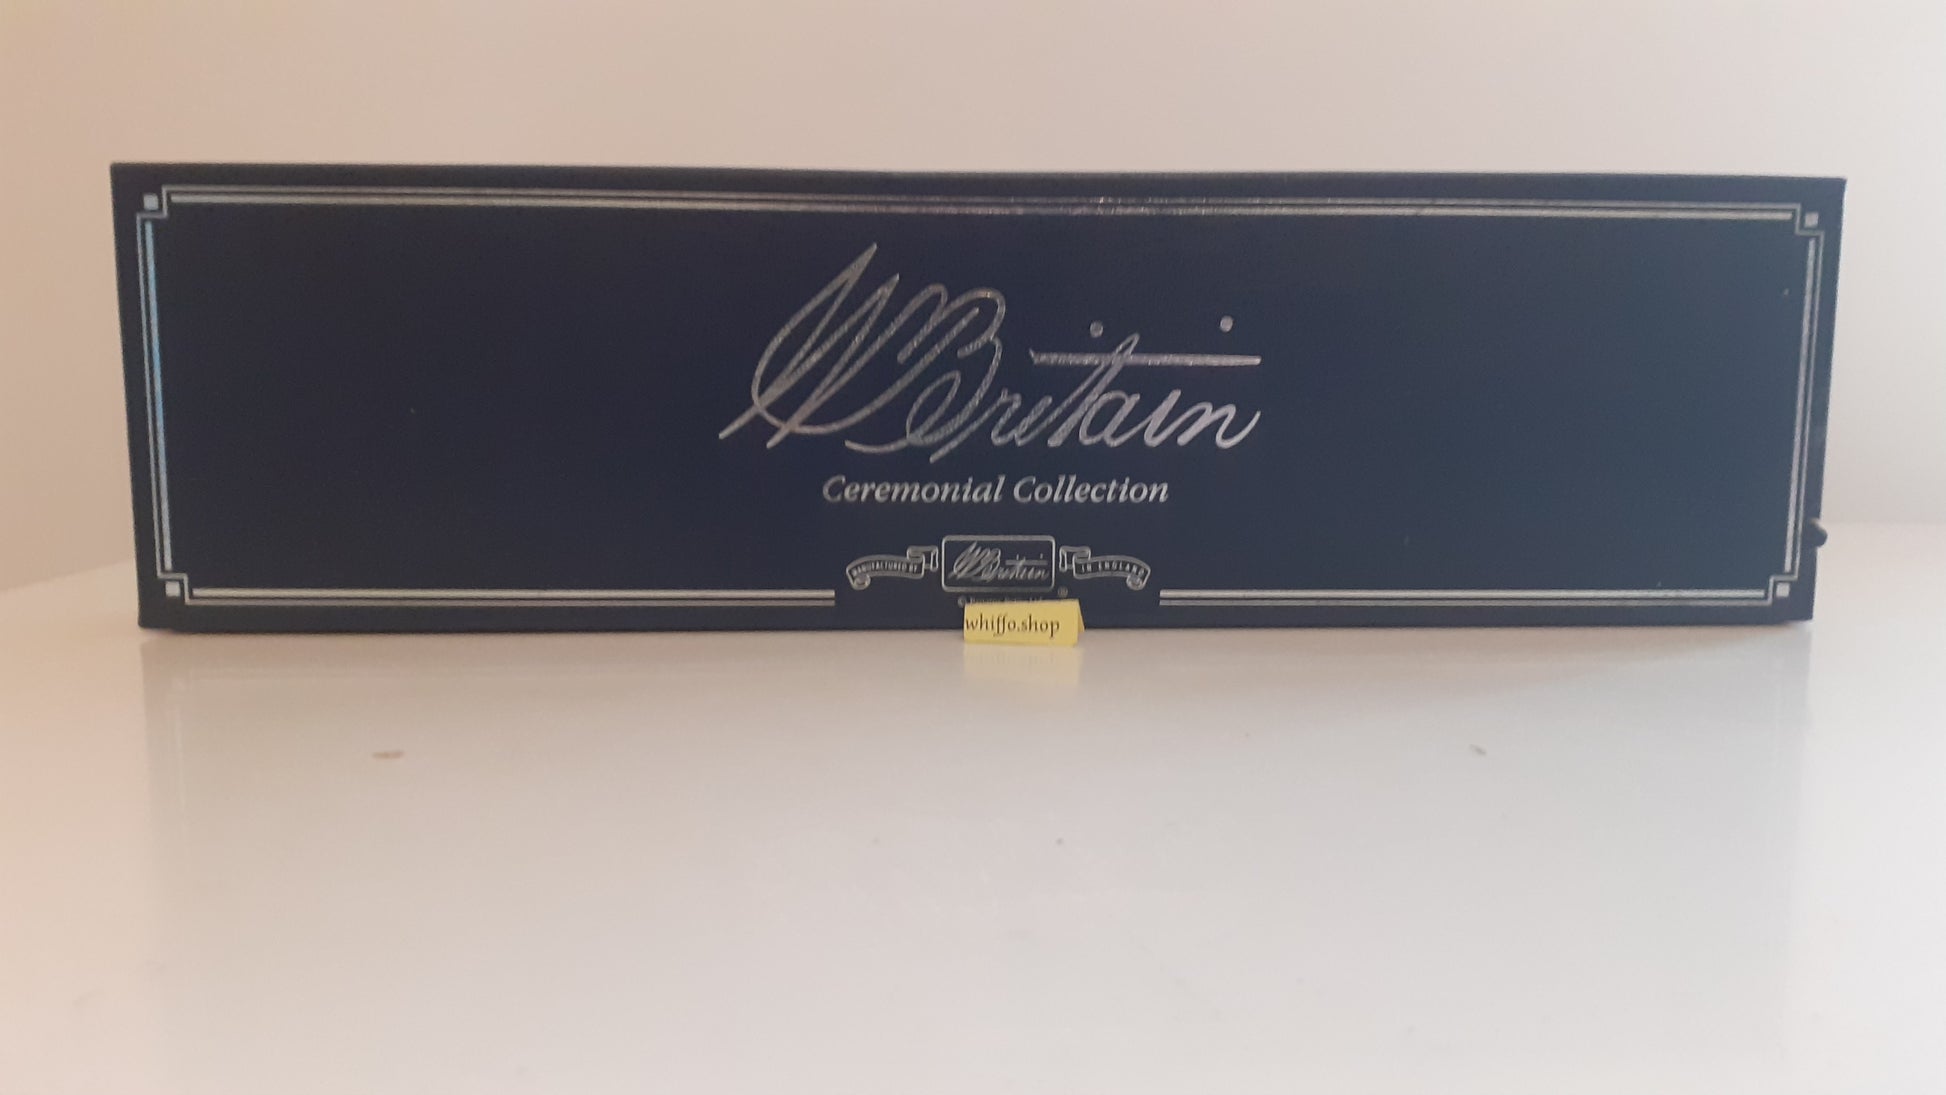 W Britain
Ceremonial Collection
MANUFACTURED BY
W Britain
IN ENGLAND
®
©
whiffo.shop